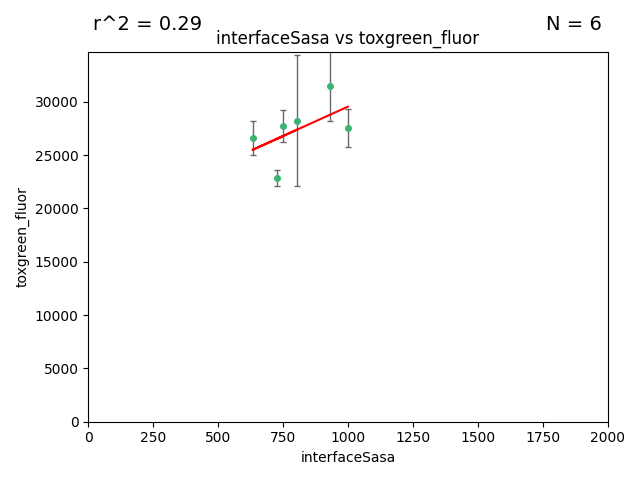 r^2 = 0.29
N = 6
interfaceSasa vs toxgreen_fluor
30000
25000
20000
15000
10000
5000
0
toxgreen_fluor
0 250 500 750 1000 1250 1500 1750 2000
interfaceSasa